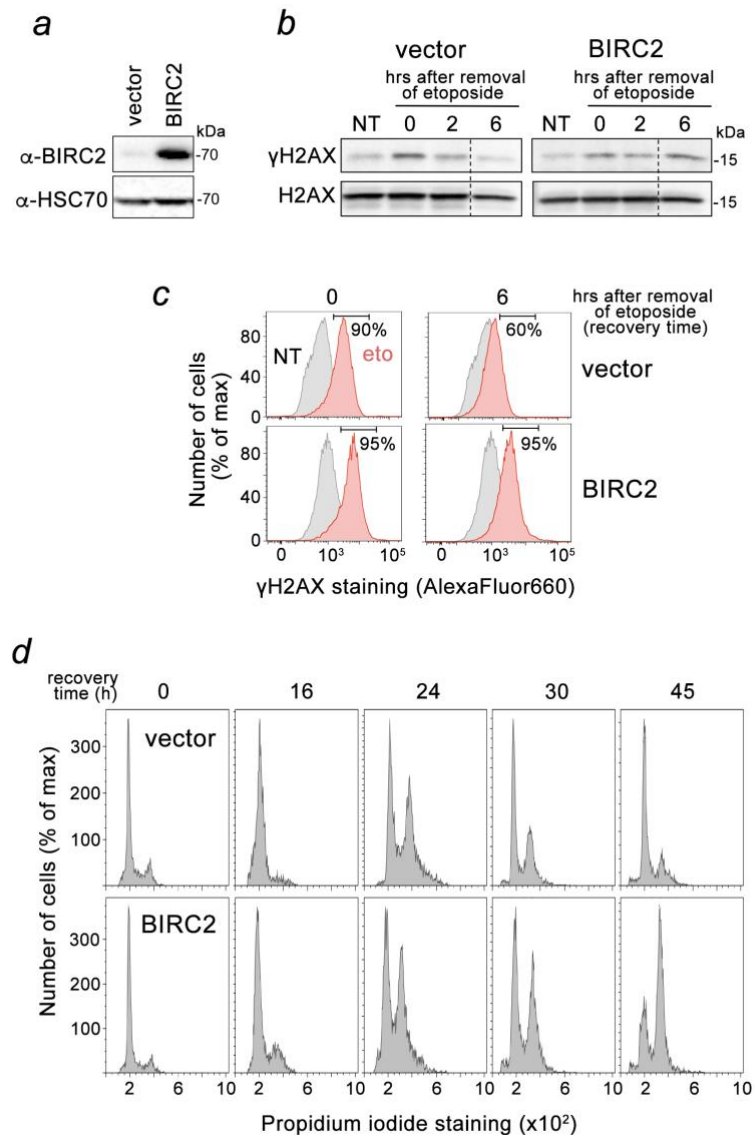 a
vector
BIRC2
kDa
α-BIRC2
-70
α-HSC70
-70
b
vector
BIRC2
hrs after removal
of etoposide
hrs after removal
of etoposide
NT 0 2 6
NT 0 2 6
γH2AX
-15
H2AX
-15
c
0
6
hrs after removal
of etoposide
(recovery time)
Number of cells
(% of max)
80
40
0
NT
90%
eto
60%
vector
80
40
0
95%
95%
BIRC2
0 10³ 10⁵
0 10³ 10⁵
γH2AX staining (AlexaFluor660)
d
recovery
time (h)
0 16 24 30 45
Number of cells (% of max)
vector
300
200
100
BIRC2
300
200
100
2 6 10
2 6 10
2 6 10
2 6 10
2 6 10
Propidium iodide staining (x10²)